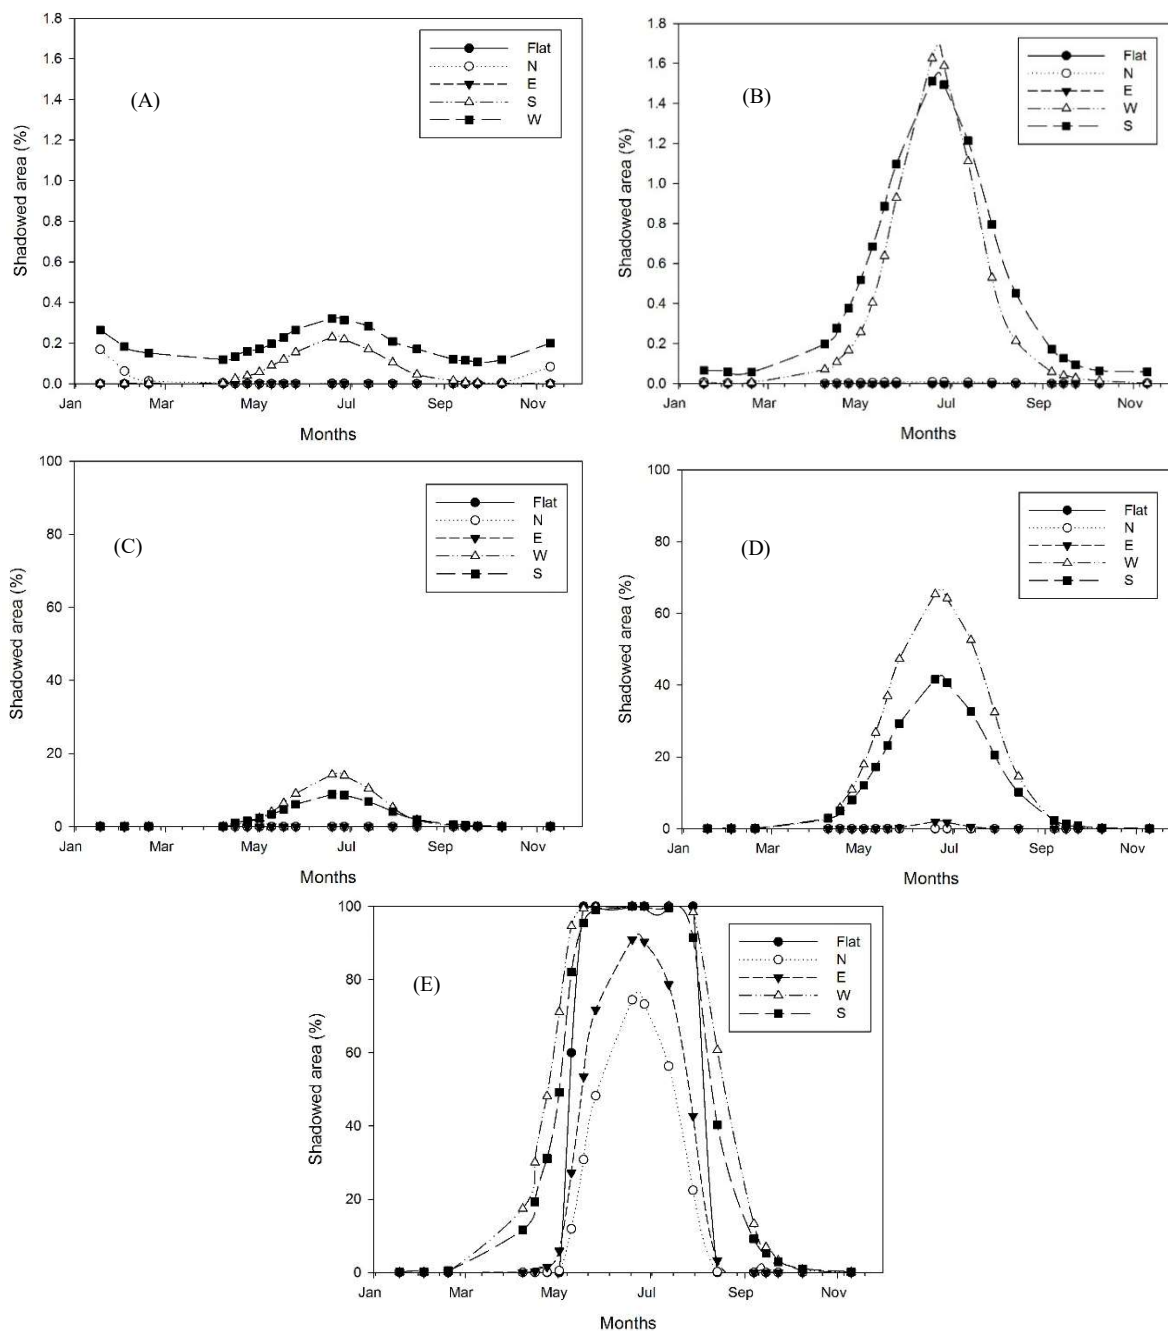 1.8
1.6
1.4
1.2
1.0
0.8
0.6
0.4
0.2
0.0
Shadowed area (%)
(A)
Flat
N
E
S
W
Jan Mar May Jul Sep Nov
Months
1.8
1.6
1.4
1.2
1.0
0.8
0.6
0.4
0.2
0.0
Shadowed area (%)
(B)
Flat
N
E
W
S
Jan Mar May Jul Sep Nov
Months
100
80
60
40
20
0
Shadowed area (%)
(C)
Flat
N
E
W
S
Jan Mar May Jul Sep Nov
Months
100
80
60
40
20
0
Shadowed area (%)
(D)
Flat
N
E
W
S
Jan Mar May Jul Sep Nov
Months
100
80
60
40
20
0
Shadowed area (%)
(E)
Flat
N
E
W
S
Jan Mar May Jul Sep Nov
Months